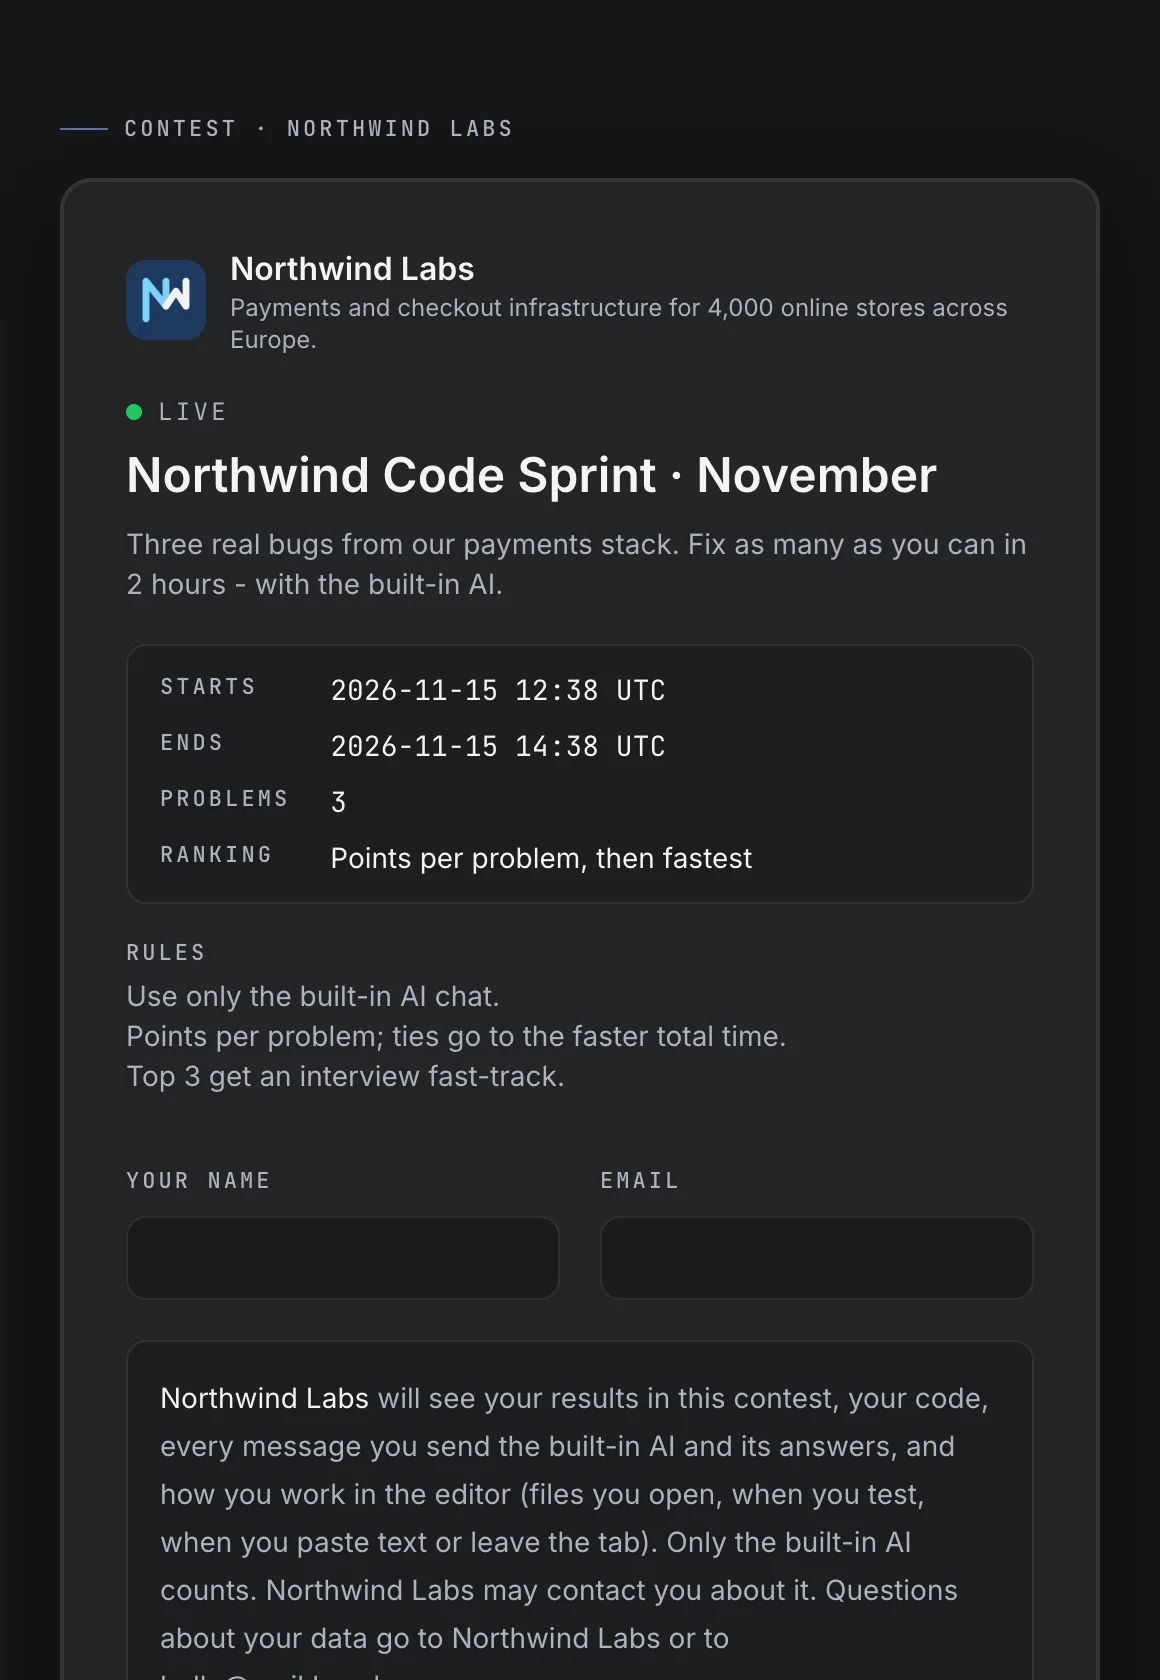 CONTEST · NORTHWIND LABS
NW
Northwind Labs
Payments and checkout infrastructure for 4,000 online stores across
Europe.
LIVE
Northwind Code Sprint · November
Three real bugs from our payments stack. Fix as many as you can in
2 hours - with the built-in AI.
STARTS 2026-11-15 12:38 UTC
ENDS 2026-11-15 14:38 UTC
PROBLEMS 3
RANKING Points per problem, then fastest
RULES
Use only the built-in AI chat.
Points per problem; ties go to the faster total time.
Top 3 get an interview fast-track.
YOUR NAME EMAIL
Northwind Labs will see your results in this contest, your code,
every message you send the built-in AI and its answers, and
how you work in the editor (files you open, when you test,
when you paste text or leave the tab). Only the built-in AI
counts. Northwind Labs may contact you about it. Questions
about your data go to Northwind Labs or to